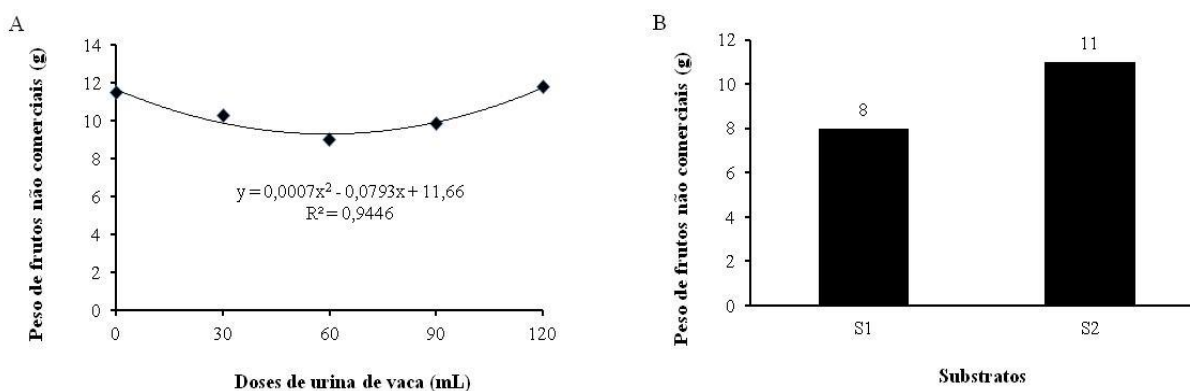 A
Peso de frutos não comerciais (g)
14
12
10
8
6
4
2
0
y = 0,0007x² - 0,0793x + 11,66
R² = 0,9446
0 30 60 90 120
Doses de urina de vaca (mL)
B
Peso de frutos não comerciais (g)
12
10
8
6
4
2
0
8
11
S1 S2
Substratos